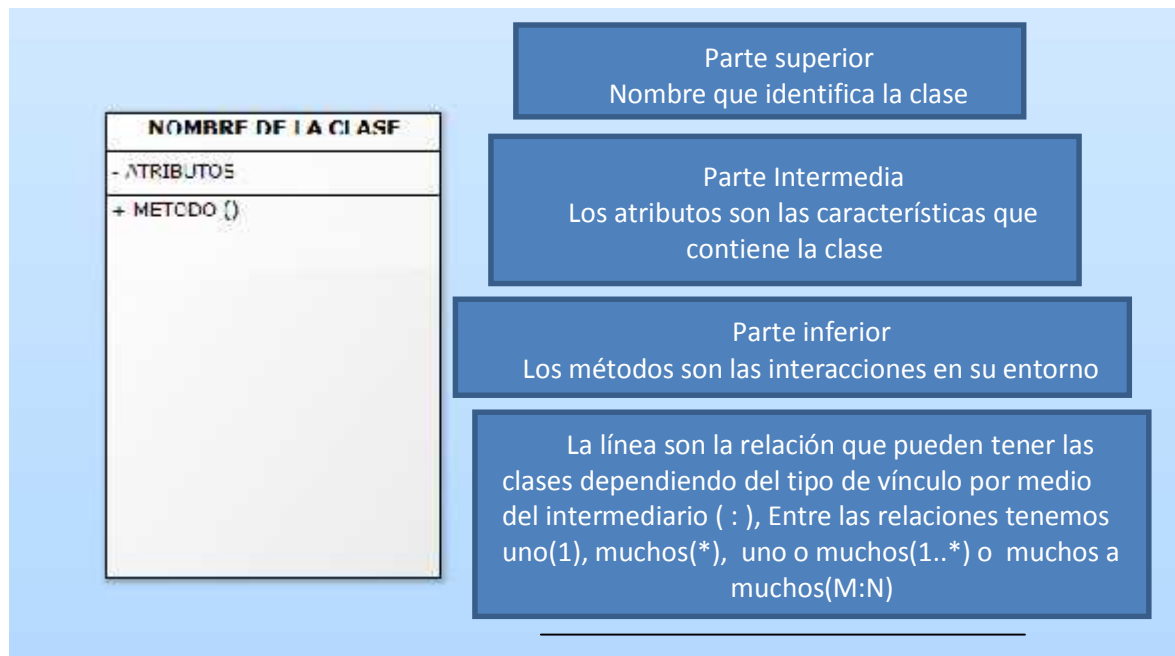 NOMBRE DE LA CLASE
- ATRIBUTOS
+ METODO ()
Parte superior
Nombre que identifica la clase
Parte Intermedia
Los atributos son las características que
contiene la clase
Parte inferior
Los métodos son las interacciones en su entorno
La línea son la relación que pueden tener las
clases dependiendo del tipo de vínculo por medio
del intermediario ( : ), Entre las relaciones tenemos
uno(1), muchos(*), uno o muchos(1..*) o muchos a
muchos(M:N)